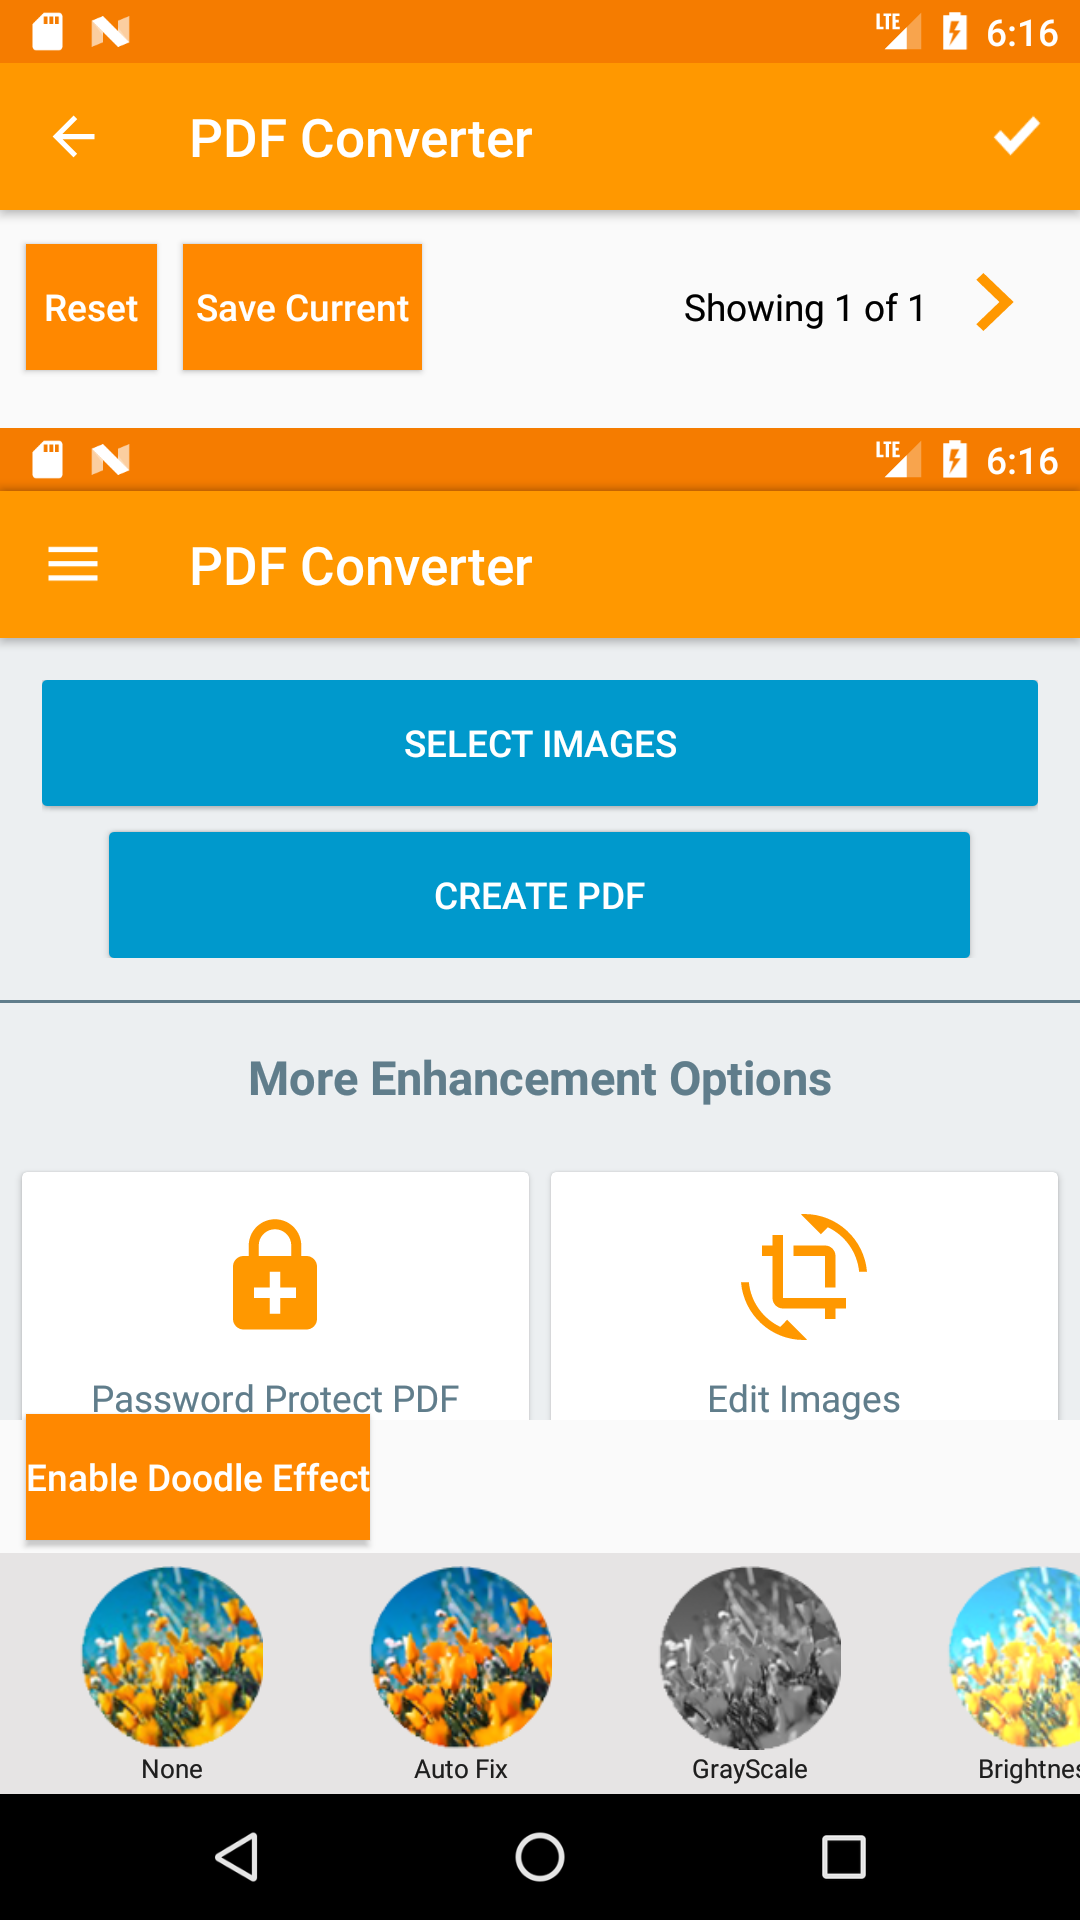 LTE 6:16
PDF Converter
Reset Save Current Showing 1 of 1
LTE 6:16
PDF Converter
SELECT IMAGES
CREATE PDF
More Enhancement Options
Password Protect PDF Edit Images
Enable Doodle Effect
None Auto Fix GrayScale Brightnes